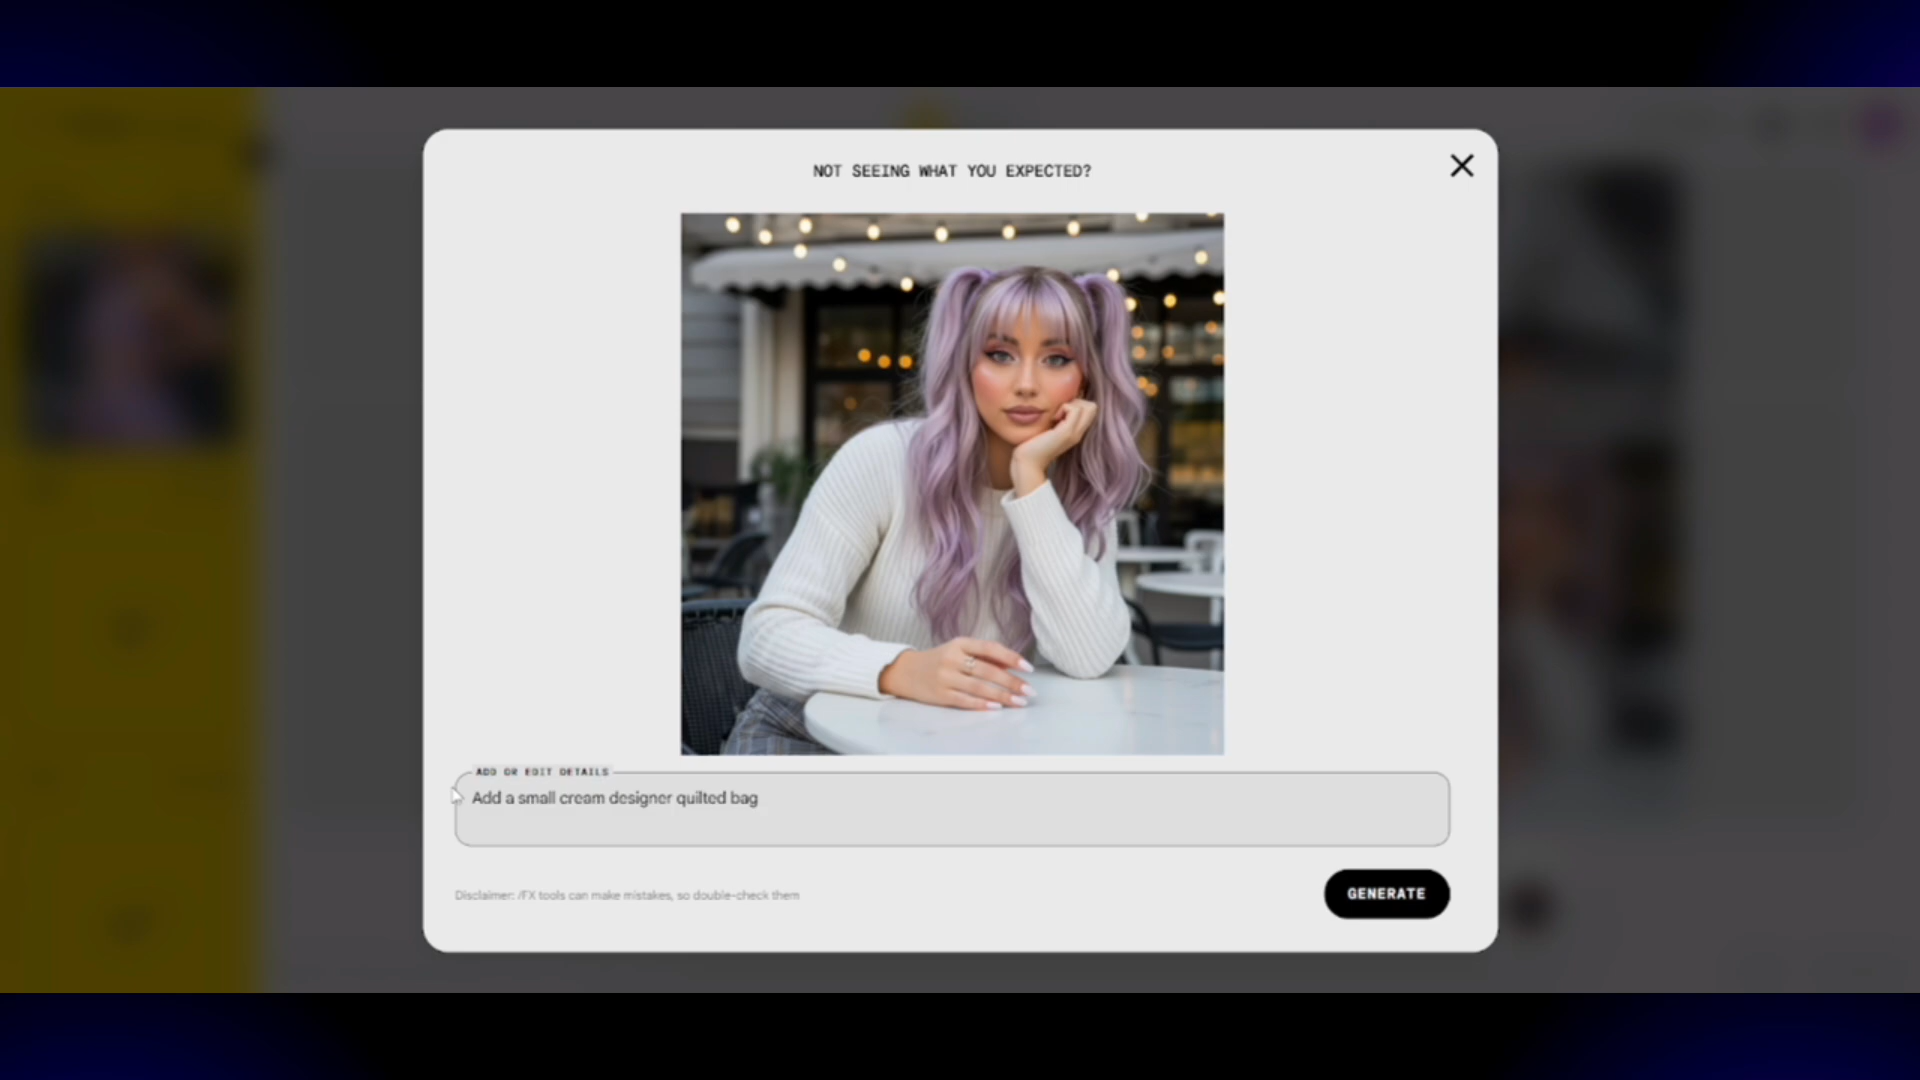 NOT SEEING WHAT YOU EXPECTED?
ADD OR EDIT DETAILS
Add a small cream designer quilted bag
Disclaimer: /FX tools can make mistakes, so double-check them
GENERATE